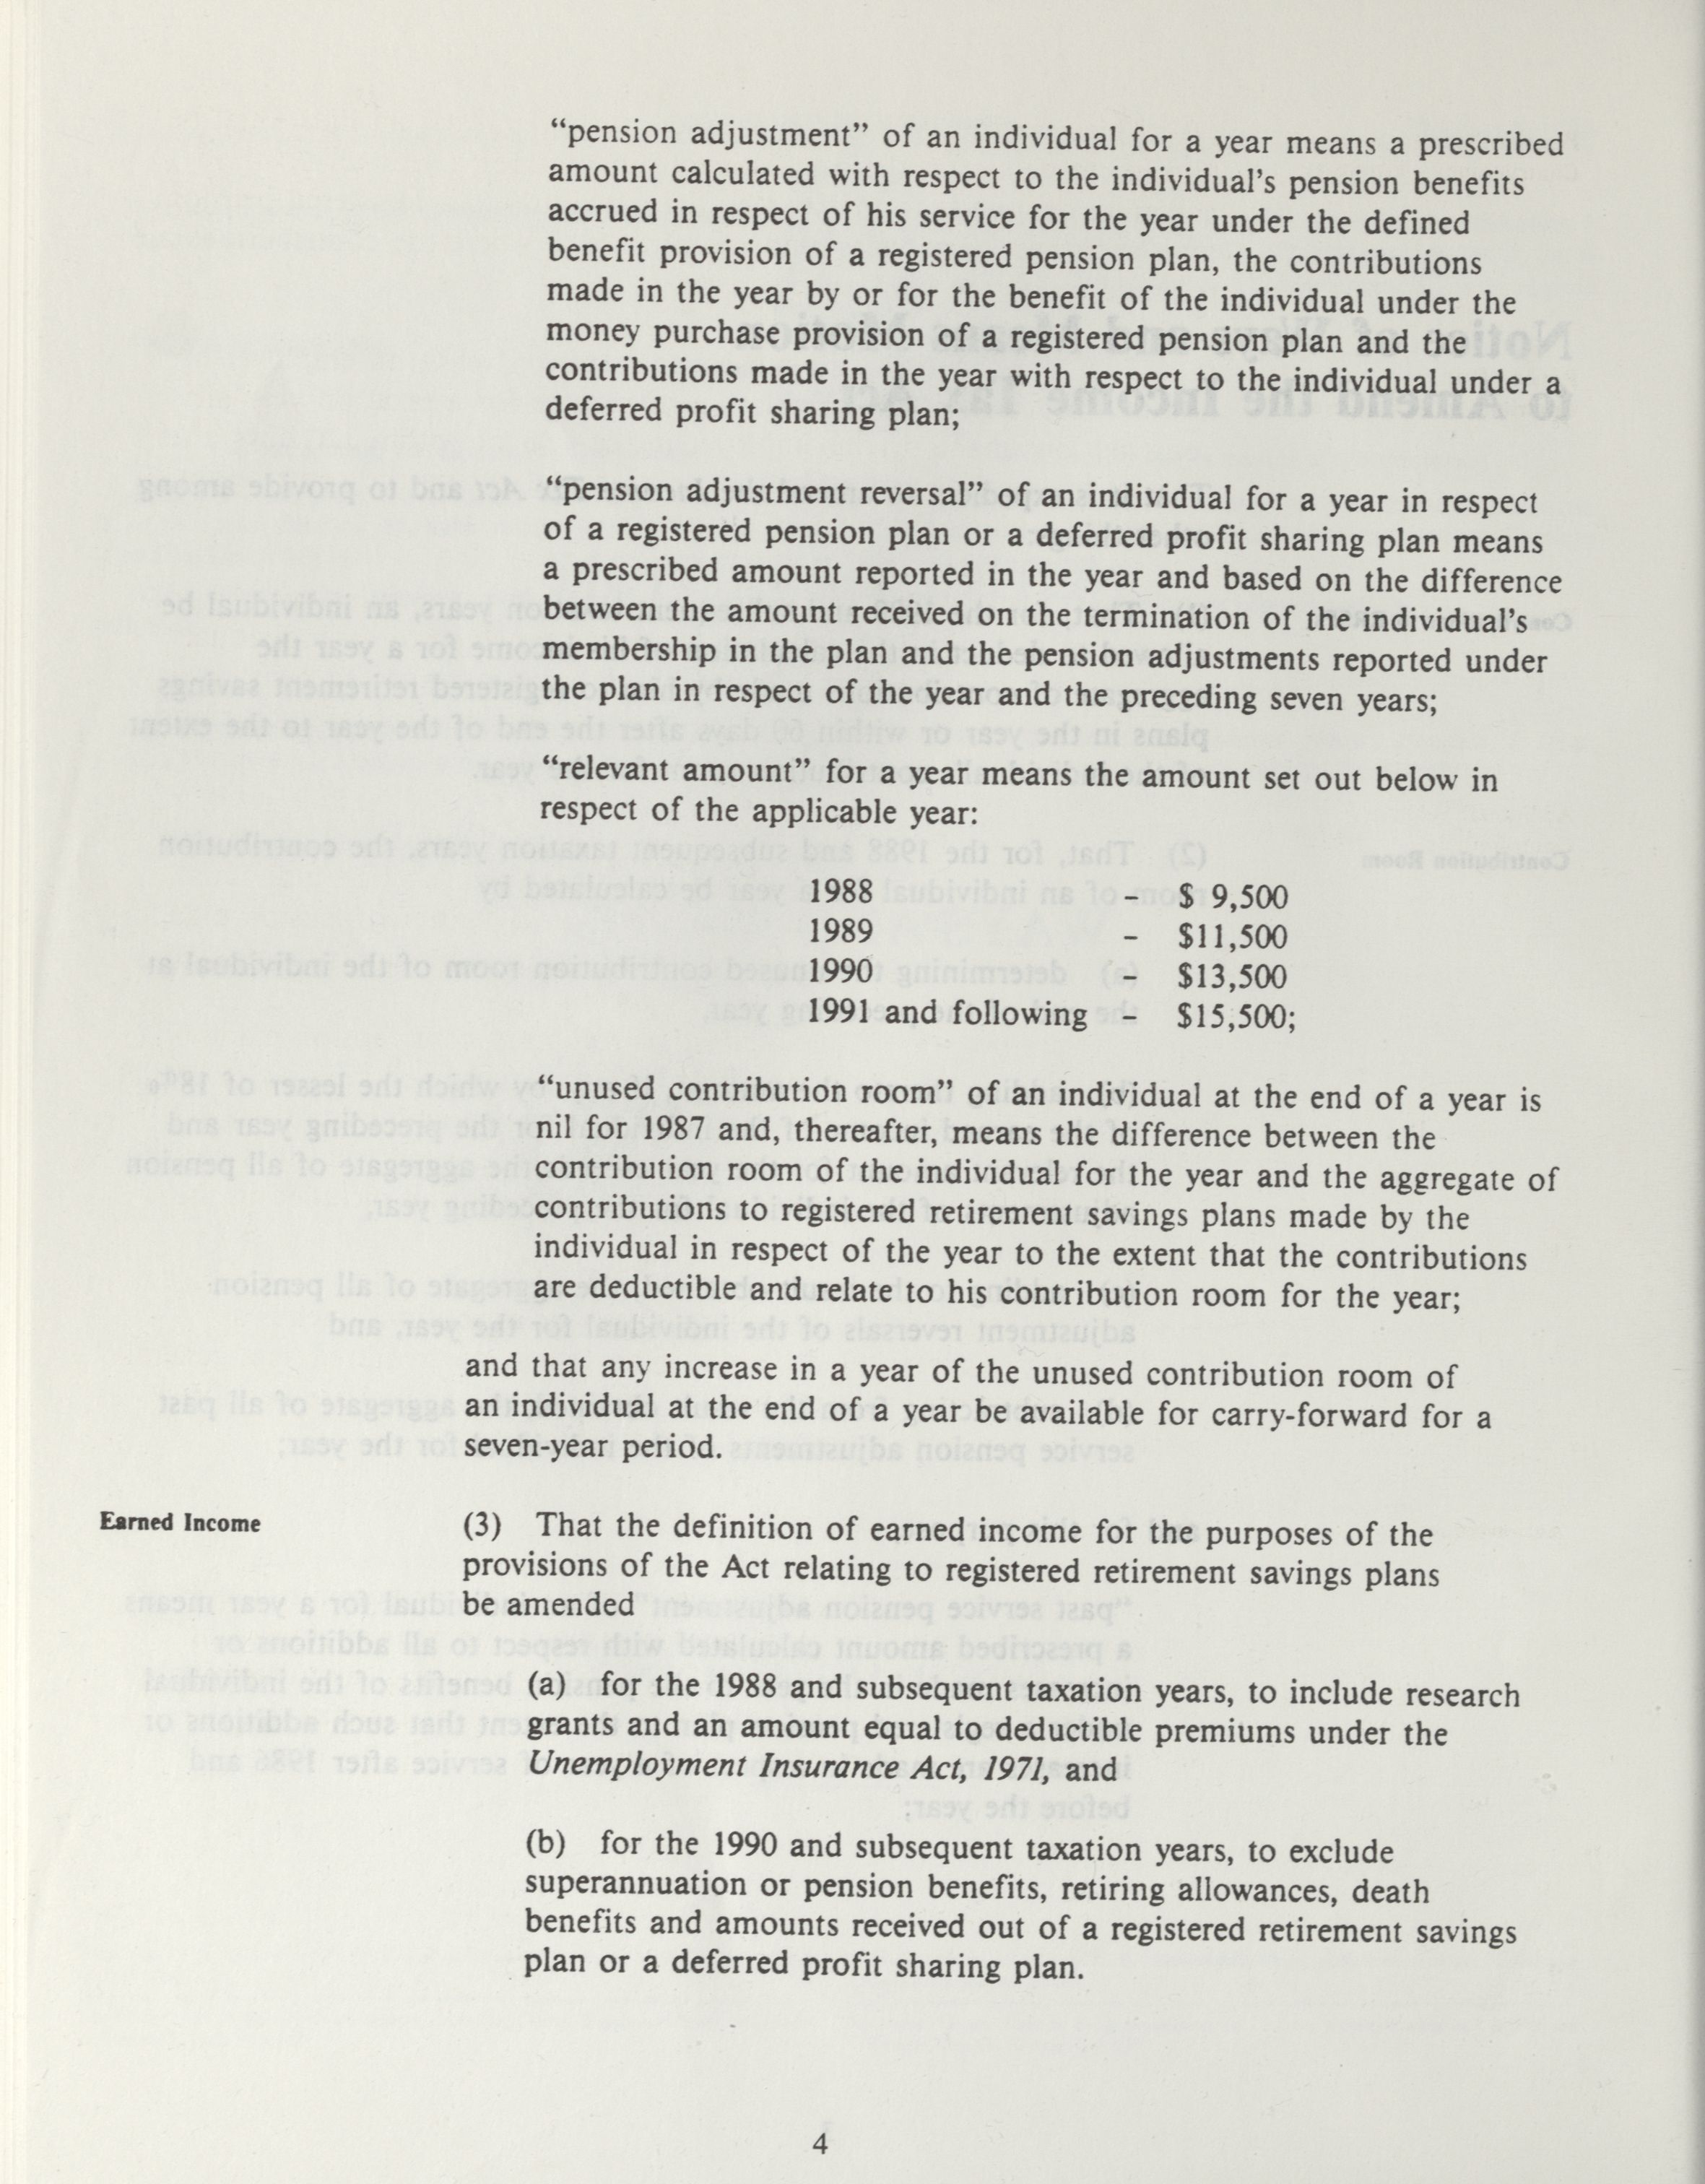 “pension adjustment” of an individual for a year means a prescribed
amount calculated with respect to the individual's pension benefits
accrued in respect of his service for the year under the defined
benefit provision of a registered pension plan, the contributions
made in the year by or for the benefit of the individual under the
money purchase provision of a registered pension plan and the
contributions made in the year with respect to the individual under a
deferred profit sharing plan;
“pension adjustment reversal” of an individual for a year in respect
of a registered pension plan or a deferred profit sharing plan means
a prescribed amount reported in the year and based on the difference
between the amount received on the termination of the individual's
membership in the plan and the pension adjustments reported under
the plan in respect of the year and the preceding seven years;
“relevant amount” for a year means the amount set out below in
respect of the applicable year:
1988 - $ 9,500
1989 - $11,500
1990 - $13,500
1991 and following - $15,500;
“unused contribution room” of an individual at the end of a year is
nil for 1987 and, thereafter, means the difference between the
contribution room of the individual for the year and the aggregate of
contributions to registered retirement savings plans made by the
individual in respect of the year to the extent that the contributions
are deductible and relate to his contribution room for the year;
and that any increase in a year of the unused contribution room of
an individual at the end of a year be available for carry-forward for a
seven-year period.
Earned Income (3) That the definition of earned income for the purposes of the
provisions of the Act relating to registered retirement savings plans
be amended
(a) for the 1988 and subsequent taxation years, to include research
grants and an amount equal to deductible premiums under the
Unemployment Insurance Act, 1971, and
(b) for the 1990 and subsequent taxation years, to exclude
superannuation or pension benefits, retiring allowances, death
benefits and amounts received out of a registered retirement savings
plan or a deferred profit sharing plan.
4